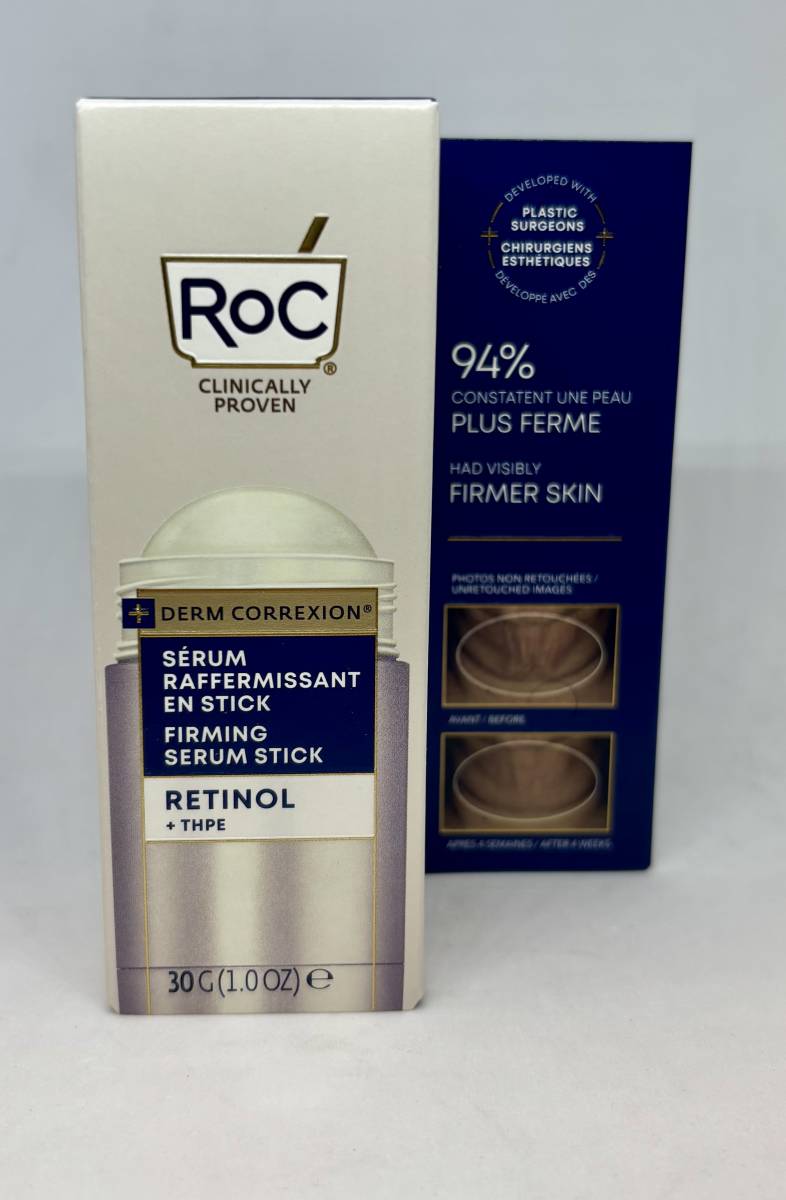 RoC®
CLINICALLY
PROVEN
DERM CORREXION®
SÉRUM
RAFFERMISSANT
EN STICK
FIRMING
SERUM STICK
RETINOL
+ THPE
30 G (1.0 OZ) ℮
DEVELOPED WITH
PLASTIC
SURGEONS
CHIRURGIENS
ESTHÉTIQUES
DÉVELOPPÉ AVEC DES
94%
CONSTATENT UNE PEAU
PLUS FERME
HAD VISIBLY
FIRMER SKIN
PHOTOS NON RETOUCHÉES /
UNRETOUCHED IMAGES
AVANT / BEFORE
APRÈS 4 SEMAINES / AFTER 4 WEEKS